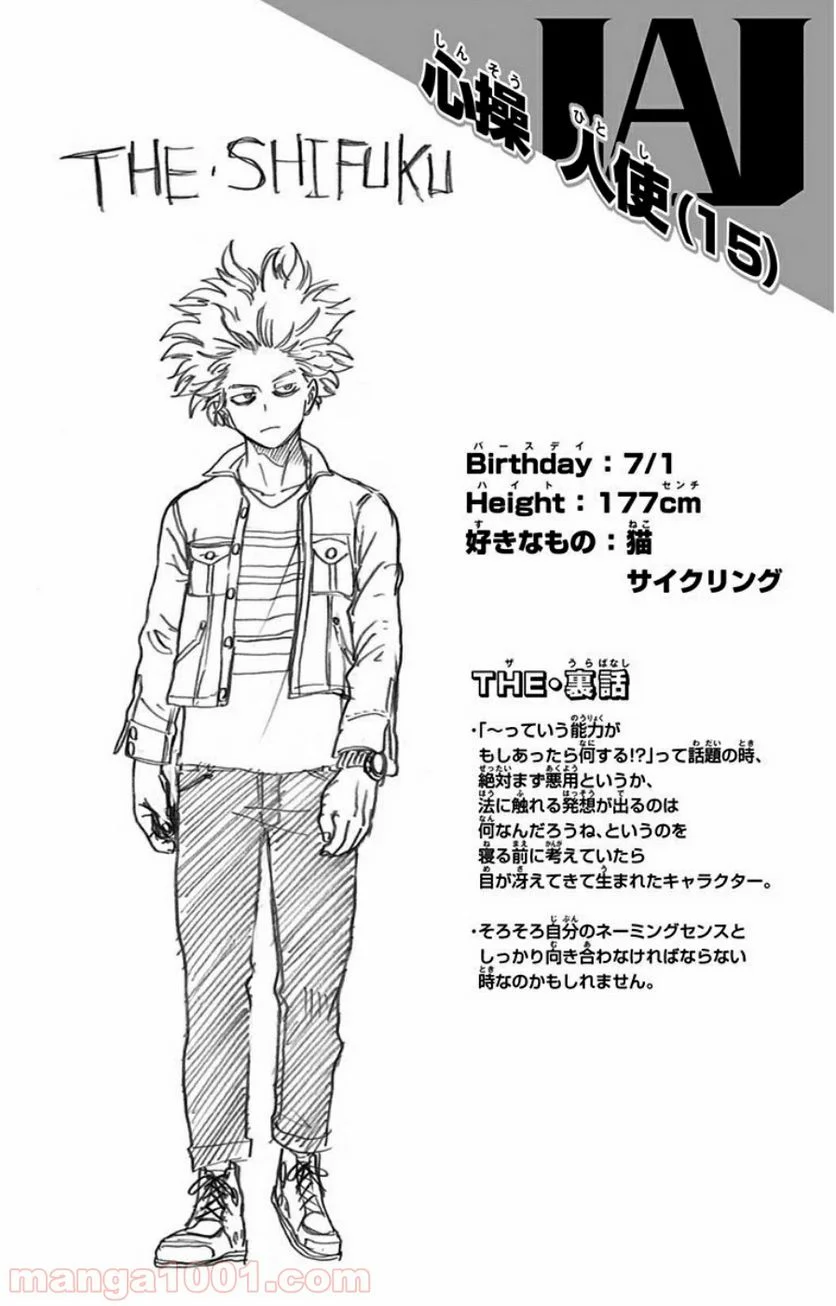 UA
しんそう
心操
ひとし
人使(15)
THE・SHIFUKU
バースデイ
Birthday：7/1
ハイト センチ
Height：177cm
す ねこ
好きなもの：猫
サイクリング
ザ うらばなし
THE・裏話
のうりょく
・「～っていう能力が
なに わだい とき
もしあったら何する!?」って話題の時、
ぜったい あくよう
絶対まず悪用というか、
ほう ふ はっそう で
法に触れる発想が出るのは
なん
何なんだろうね、というのを
ね まえ かんが
寝る前に考えていたら
め さ う
目が冴えてきて生まれたキャラクター。
じぶん
・そろそろ自分のネーミングセンスと
む あ
しっかり向き合わなければならない
とき
時なのかもしれません。
manga1001.com